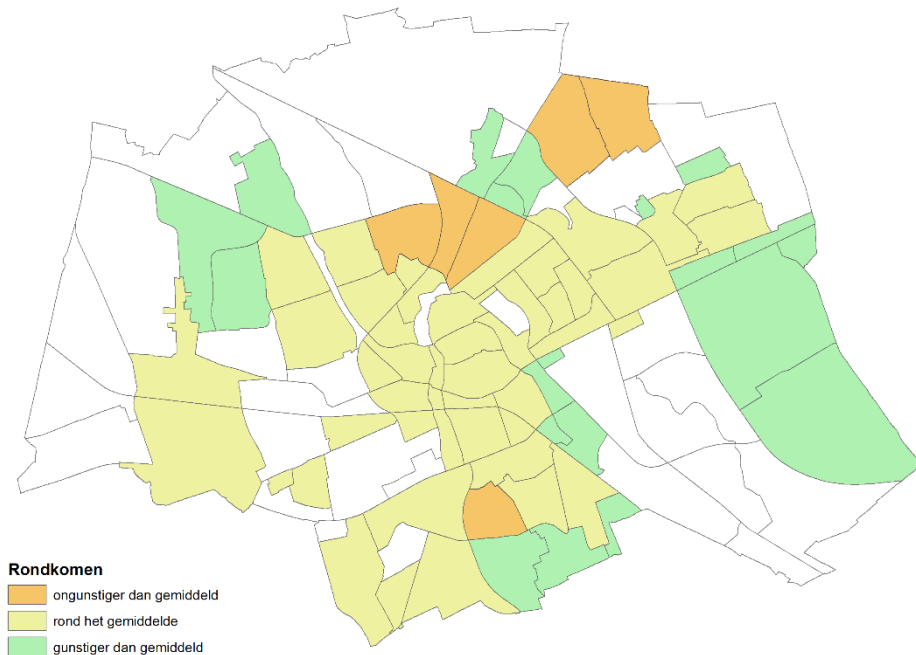 Rondkomen
ongunstiger dan gemiddeld
rond het gemiddelde
gunstiger dan gemiddeld